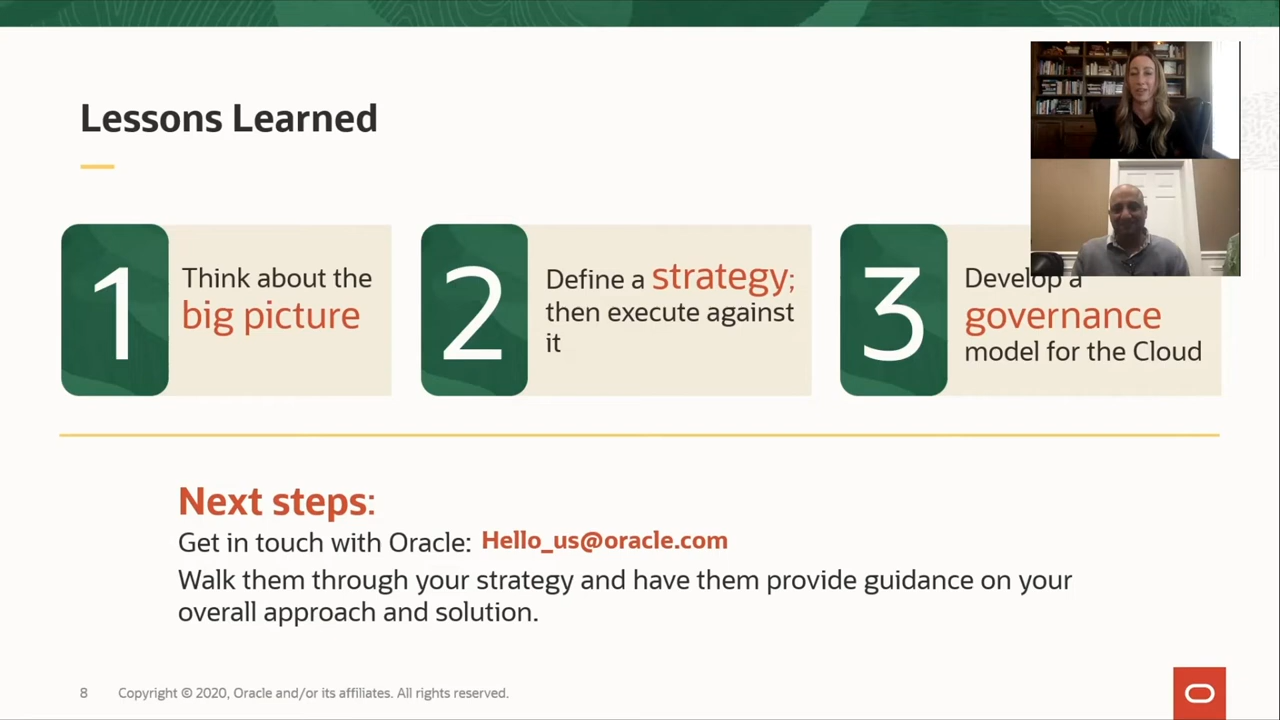 Lessons Learned
1
Think about the
big picture
2
Define a strategy;
then execute against
it
3
Develop a
governance
model for the Cloud
Next steps:
Get in touch with Oracle: Hello_us@oracle.com
Walk them through your strategy and have them provide guidance on your
overall approach and solution.
8 Copyright © 2020, Oracle and/or its affiliates. All rights reserved.